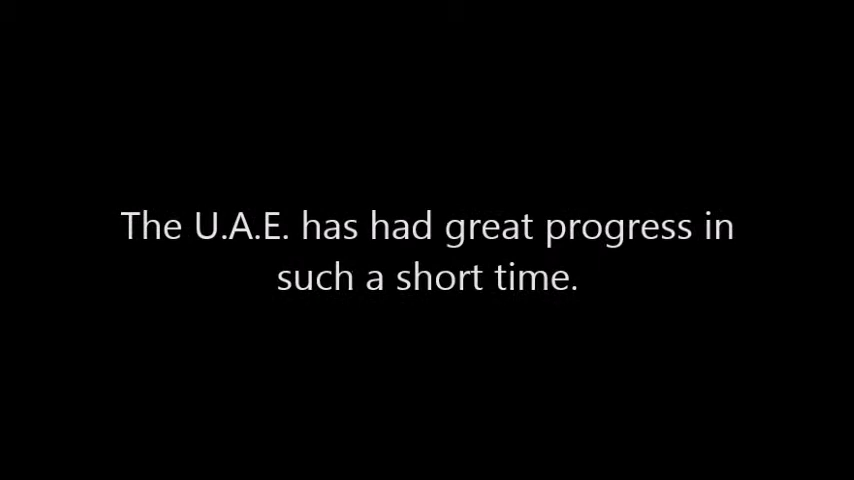 The U.A.E. has had great progress in
such a short time.